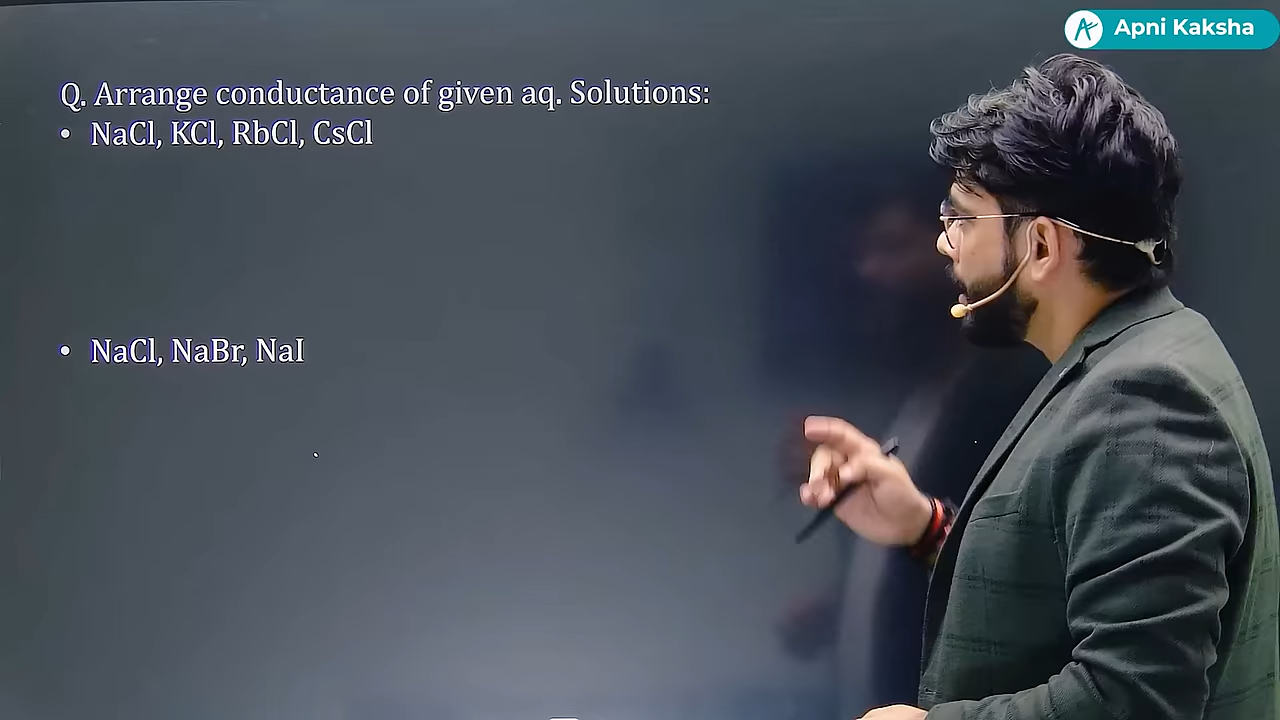 Apni Kaksha
Q. Arrange conductance of given aq. Solutions:
• NaCl, KCl, RbCl, CsCl
• NaCl, NaBr, NaI